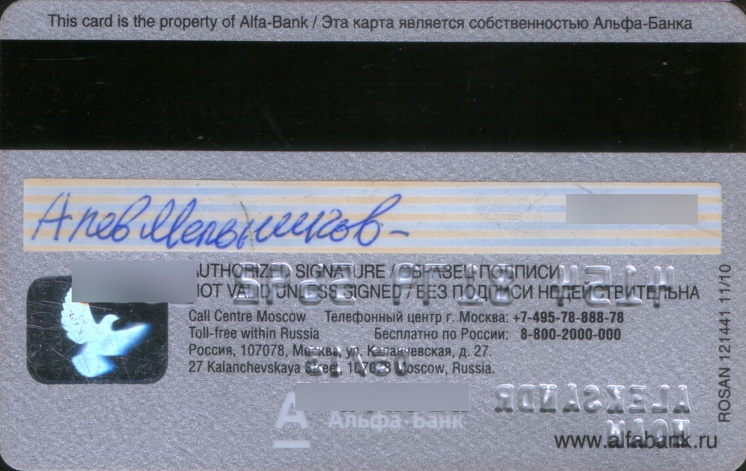 This card is the property of Alfa-Bank / Эта карта является собственностью Альфа-Банка
AUTHORIZED SIGNATURE / ОБРАЗЕЦ ПОДПИСИ
NOT VALID UNLESS SIGNED / БЕЗ ПОДПИСИ НЕДЕЙСТВИТЕЛЬНА
Call Centre Moscow Телефонный центр г. Москва: +7-495-78-888-78
Toll-free within Russia Бесплатно по России: 8-800-2000-000
Россия, 107078, Москва, ул. Каланчевская, д. 27.
27 Kalanchevskaya Street, 107078 Moscow, Russia.
ALEKSANDR
А Альфа-Банк
www.alfabank.ru
ROSAN 121441 11/10